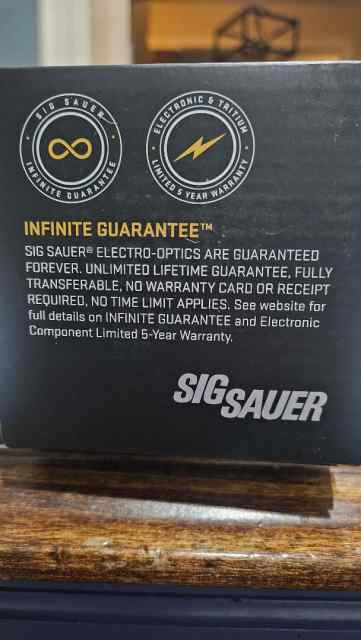 SIG SAUER
INFINITE GUARANTEE
ELECTRONIC & TRITIUM
LIMITED 5 YEAR WARRANTY
INFINITE GUARANTEE™
SIG SAUER® ELECTRO-OPTICS ARE GUARANTEED
FOREVER. UNLIMITED LIFETIME GUARANTEE, FULLY
TRANSFERABLE, NO WARRANTY CARD OR RECEIPT
REQUIRED, NO TIME LIMIT APPLIES. See website for
full details on INFINITE GUARANTEE and Electronic
Component Limited 5-Year Warranty.
SIG SAUER